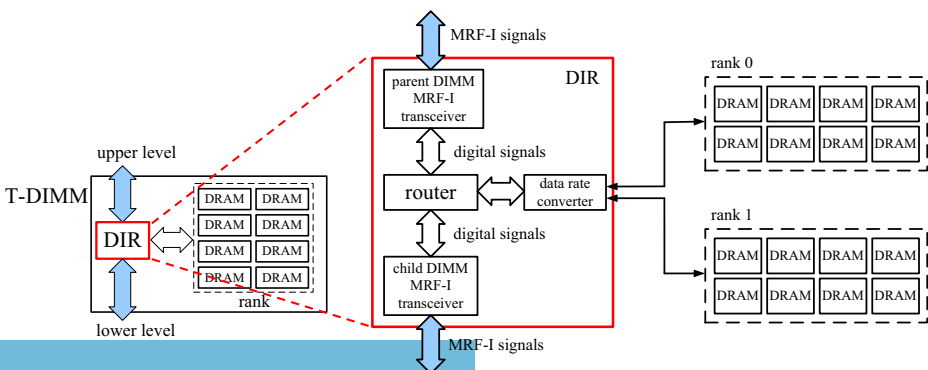 upper level
T-DIMM
DIR
DRAM DRAM
DRAM DRAM
DRAM DRAM
DRAM DRAM
rank
lower level
MRF-I signals
DIR
parent DIMM
MRF-I
transceiver
digital signals
router
data rate
converter
digital signals
child DIMM
MRF-I
transceiver
MRF-I signals
rank 0
DRAM DRAM DRAM DRAM
DRAM DRAM DRAM DRAM
rank 1
DRAM DRAM DRAM DRAM
DRAM DRAM DRAM DRAM